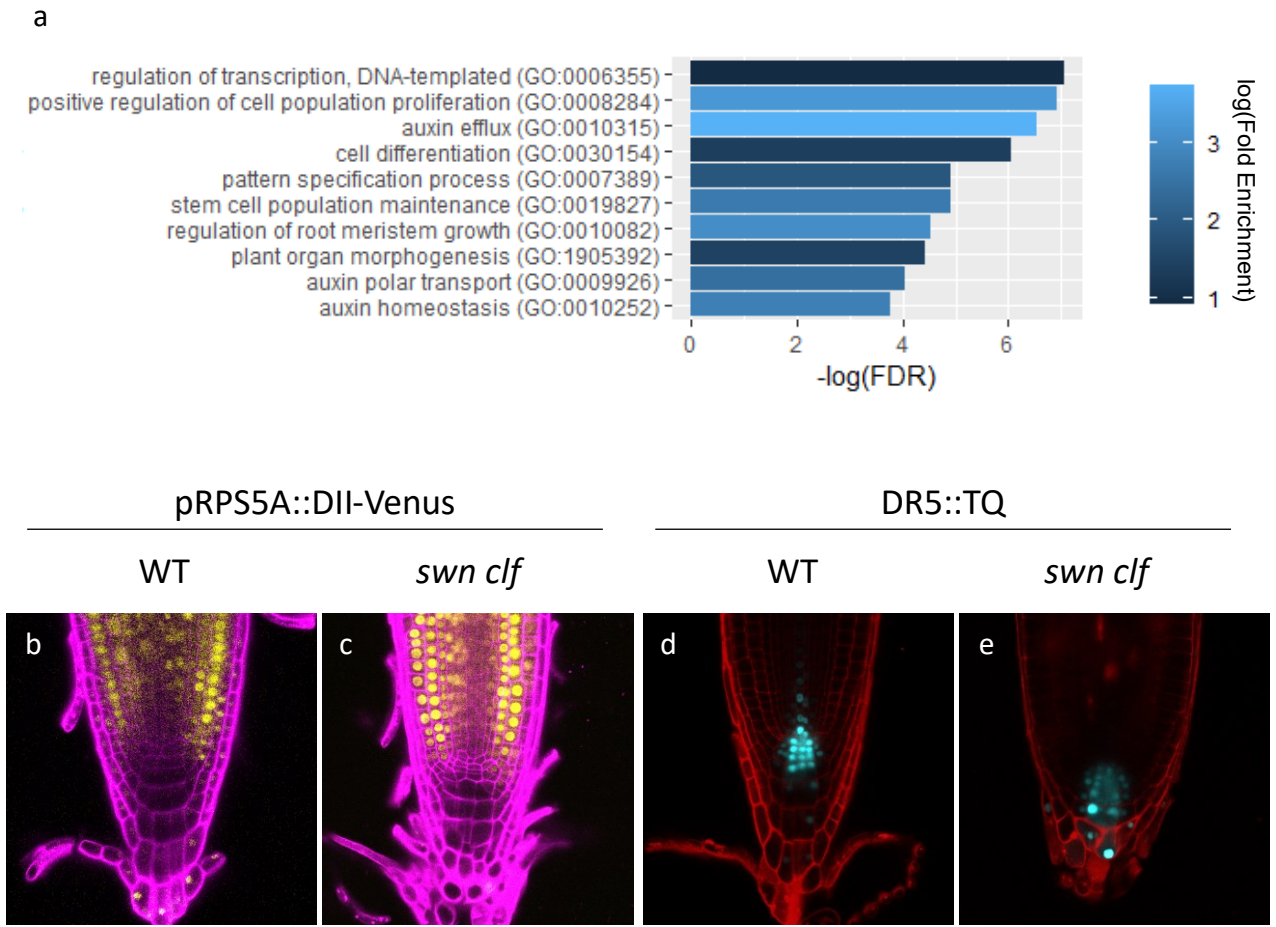 a
regulation of transcription, DNA-templated (GO:0006355)
positive regulation of cell population proliferation (GO:0008284)
auxin efflux (GO:0010315)
cell differentiation (GO:0030154)
pattern specification process (GO:0007389)
stem cell population maintenance (GO:0019827)
regulation of root meristem growth (GO:0010082)
plant organ morphogenesis (GO:1905392)
auxin polar transport (GO:0009926)
auxin homeostasis (GO:0010252)
0 2 4 6
-log(FDR)
3
2
1
log(Fold Enrichment)
pRPS5A::DII-Venus DR5::TQ
WT swn clf WT swn clf
b c d e